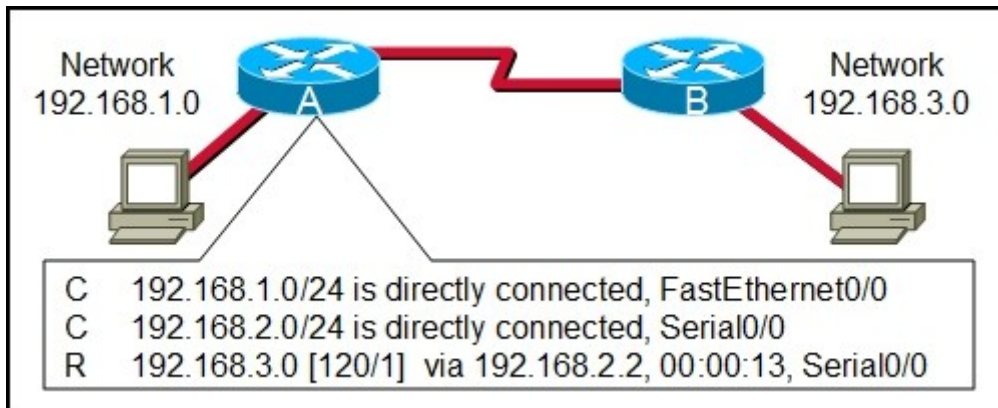 Network
192.168.1.0
A
B
Network
192.168.3.0
C 192.168.1.0/24 is directly connected, FastEthernet0/0
C 192.168.2.0/24 is directly connected, Serial0/0
R 192.168.3.0 [120/1] via 192.168.2.2, 00:00:13, Serial0/0